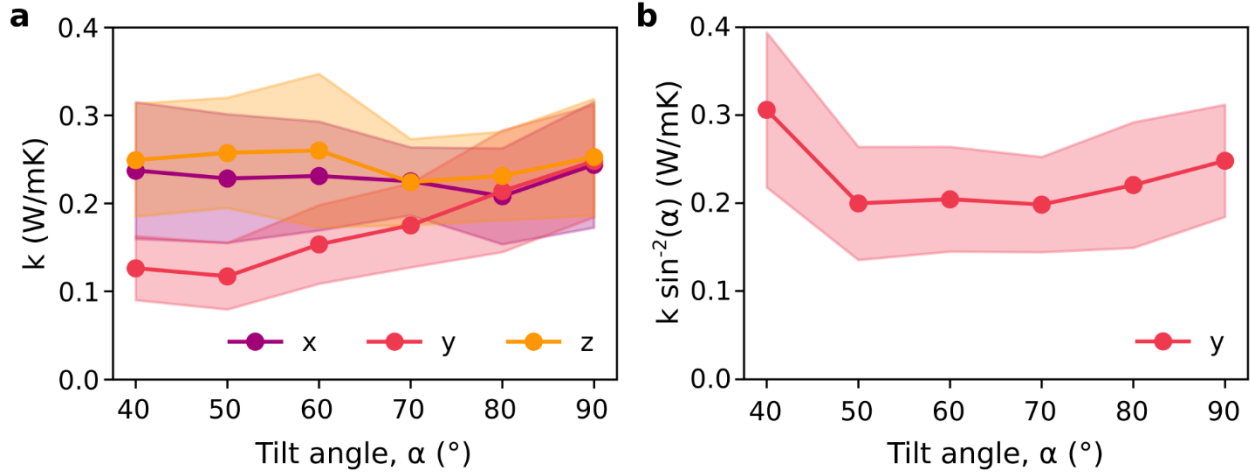 a
0.4
0.3
0.2
0.1
0.0
k (W/mK)
x y z
40 50 60 70 80 90
Tilt angle, α (°)
b
0.4
0.3
0.2
0.1
0.0
k sin⁻²(α) (W/mK)
y
40 50 60 70 80 90
Tilt angle, α (°)